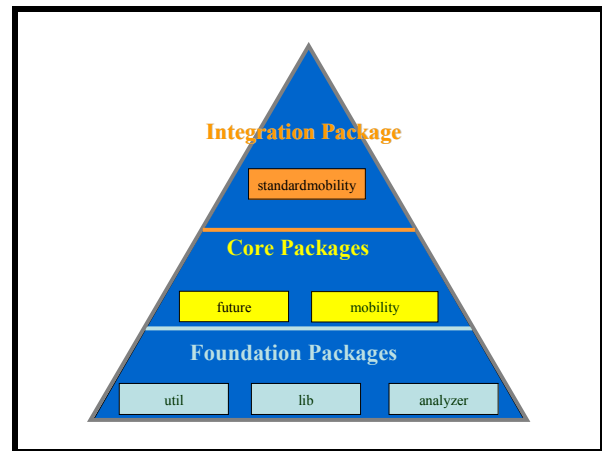 Integration Package
standardmobility
Core Packages
future
mobility
Foundation Packages
util
lib
analyzer